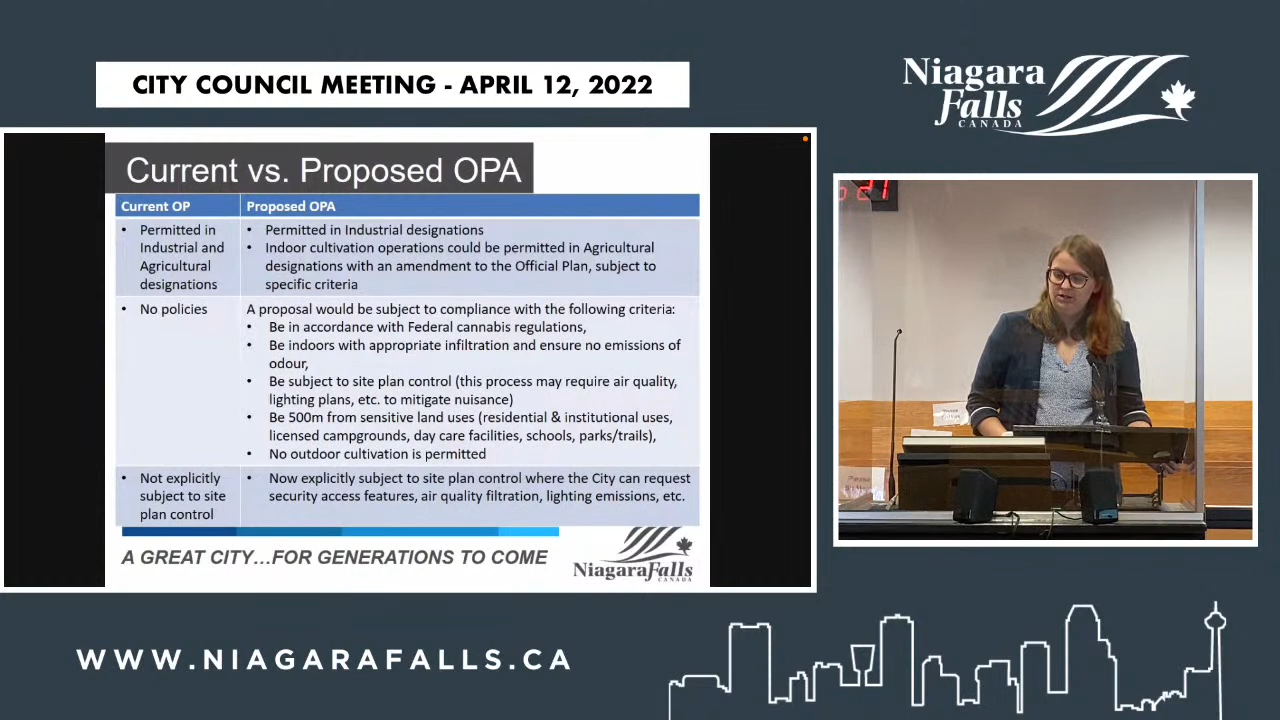 CITY COUNCIL MEETING - APRIL 12, 2022
Niagara
Falls
CANADA
Current vs. Proposed OPA
Current OP
Proposed OPA
• Permitted in
Industrial and
Agricultural
designations
• Permitted in Industrial designations
• Indoor cultivation operations could be permitted in Agricultural
designations with an amendment to the Official Plan, subject to
specific criteria
• No policies
A proposal would be subject to compliance with the following criteria:
• Be in accordance with Federal cannabis regulations,
• Be indoors with appropriate infiltration and ensure no emissions of
odour,
• Be subject to site plan control (this process may require air quality,
lighting plans, etc. to mitigate nuisance)
• Be 500m from sensitive land uses (residential & institutional uses,
licensed campgrounds, day care facilities, schools, parks/trails),
• No outdoor cultivation is permitted
• Not explicitly
subject to site
plan control
• Now explicitly subject to site plan control where the City can request
security access features, air quality filtration, lighting emissions, etc.
A GREAT CITY...FOR GENERATIONS TO COME
NiagaraFalls
CANADA
WWW.NIAGARAFALLS.CA